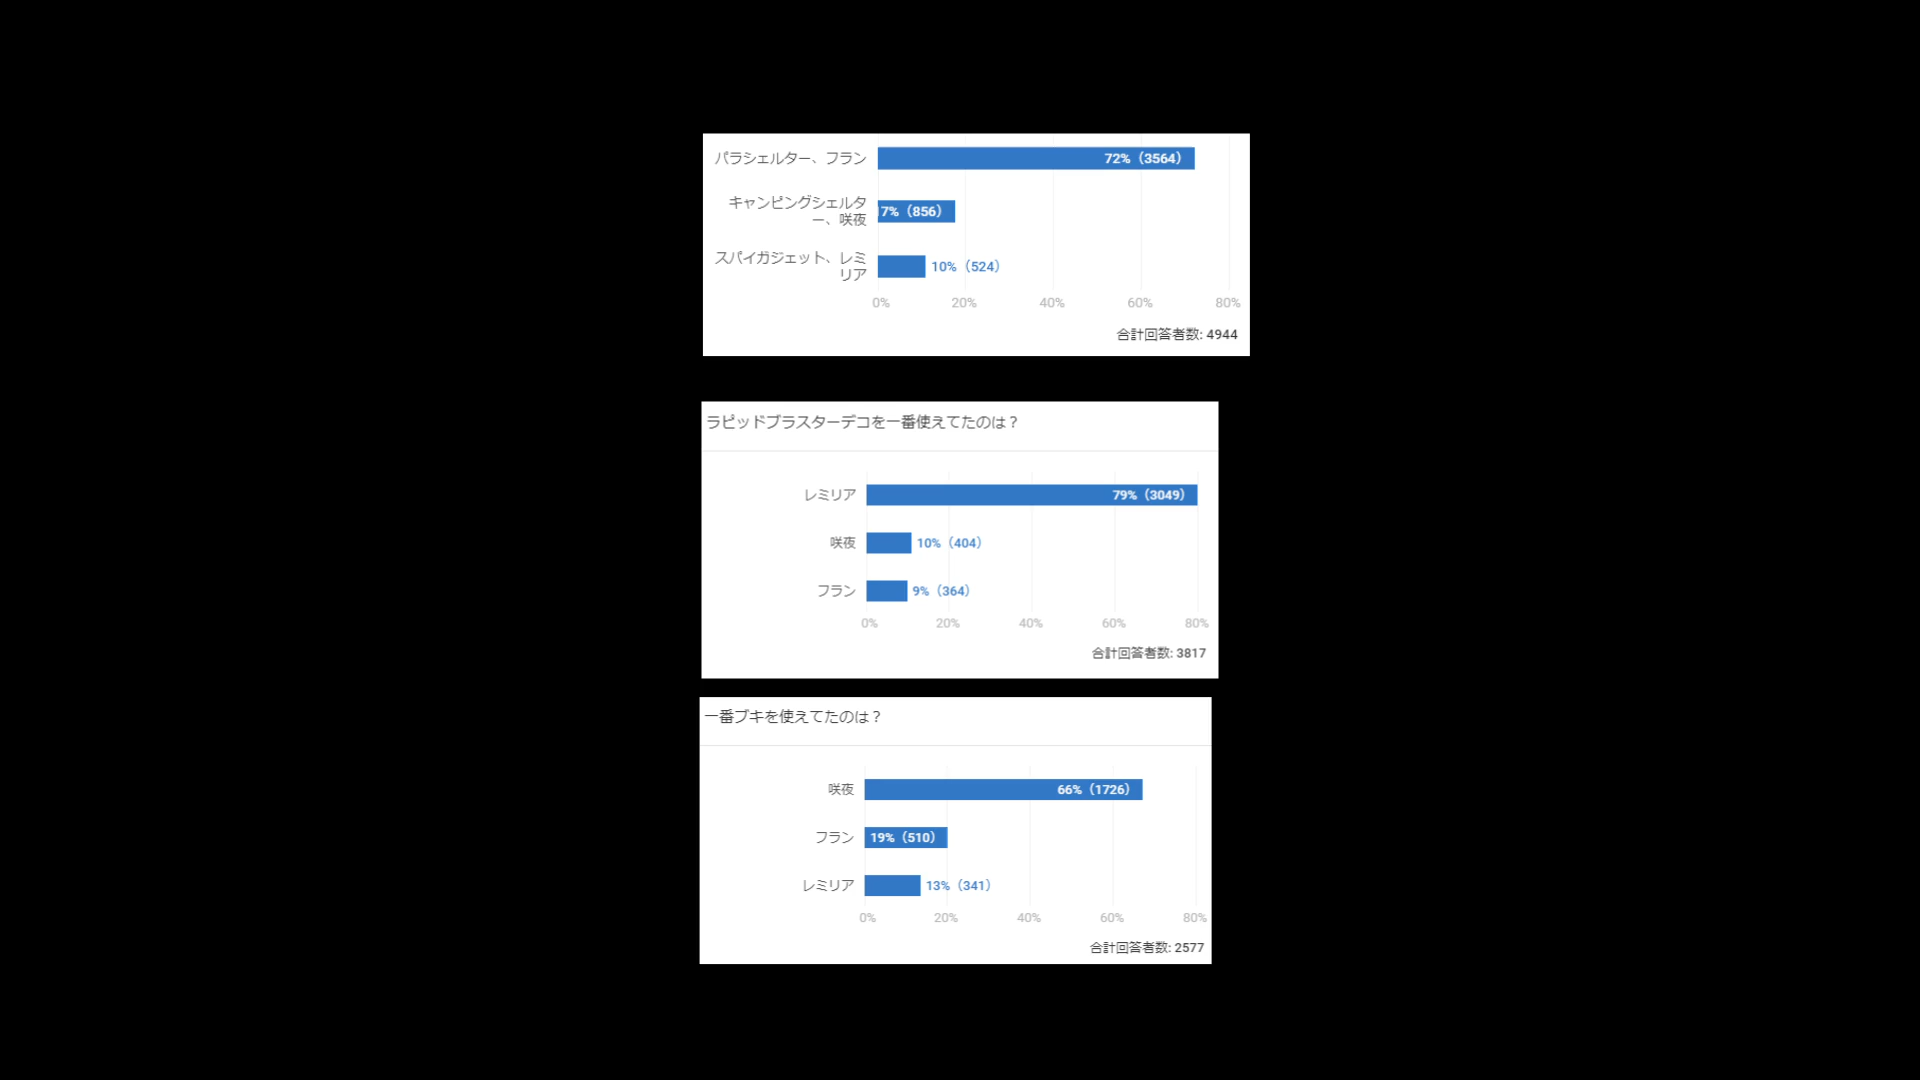 パラシェルター、フラン 72%（3564）
キャンピングシェルタ
ー、咲夜 7%（856）
スパイガジェット、レミ
リア 10%（524）
0% 20% 40% 60% 80%
合計回答者数: 4944
ラピッドブラスターデコを一番使えてたのは？
レミリア 79%（3049）
咲夜 10%（404）
フラン 9%（364）
0% 20% 40% 60% 80%
合計回答者数: 3817
一番ブキを使えてたのは？
咲夜 66%（1726）
フラン 19%（510）
レミリア 13%（341）
0% 20% 40% 60% 80%
合計回答者数: 2577